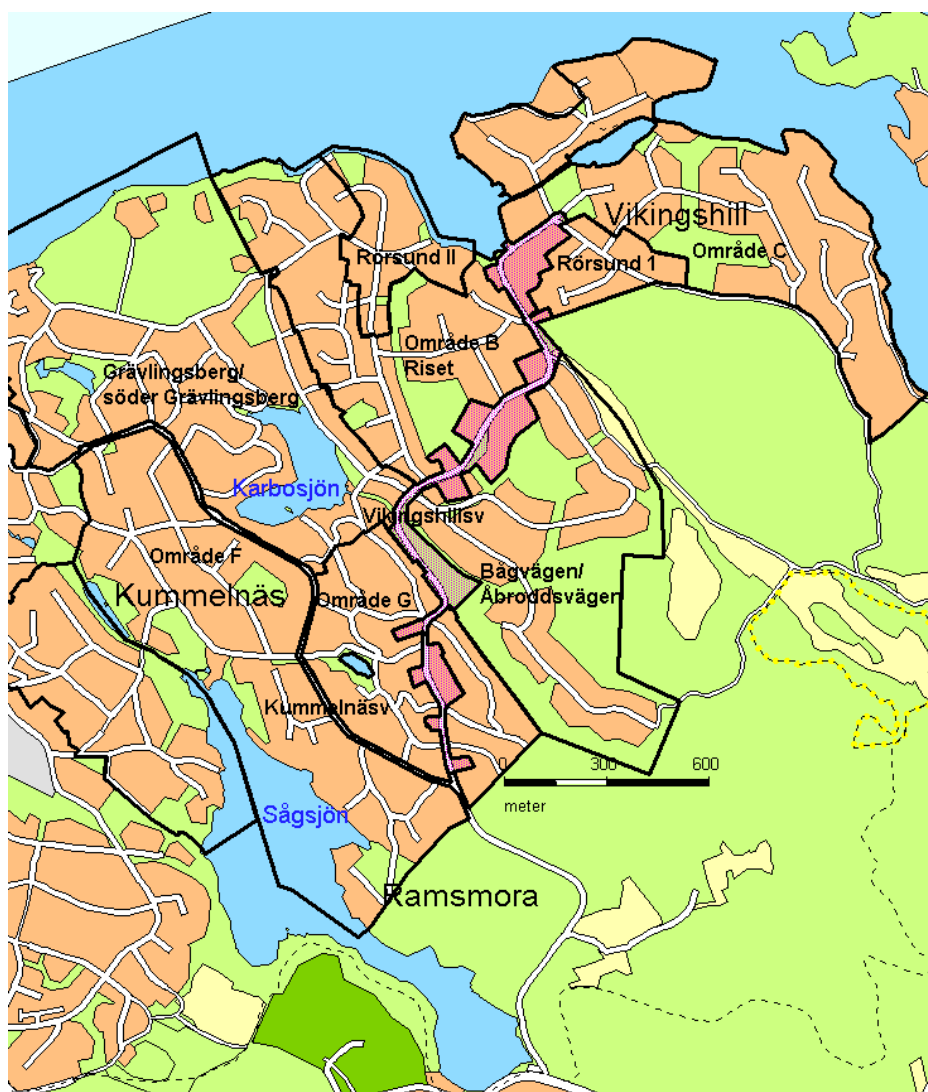 Vikingshill
Område C
Rörsund II
Rörsund 1
Område B
Riset
Grävlingsberg/
söder Grävlingsberg
Karbosjön
Vikingshillsv
Område F
Kummelnäs
Område G
Bågvägen/
Åbroddsvägen
Kummelnäsv
0 300 600
meter
Sågsjön
Ramsmora